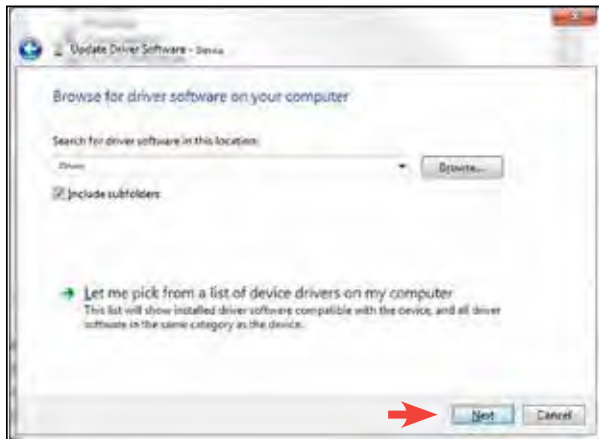 Update Driver Software - Device
Browse for driver software on your computer
Search for driver software in this location:
Browse...
Include subfolders
Let me pick from a list of device drivers on my computer
This list will show installed driver software compatible with the device, and all driver
software in the same category as the device.
Next
Cancel